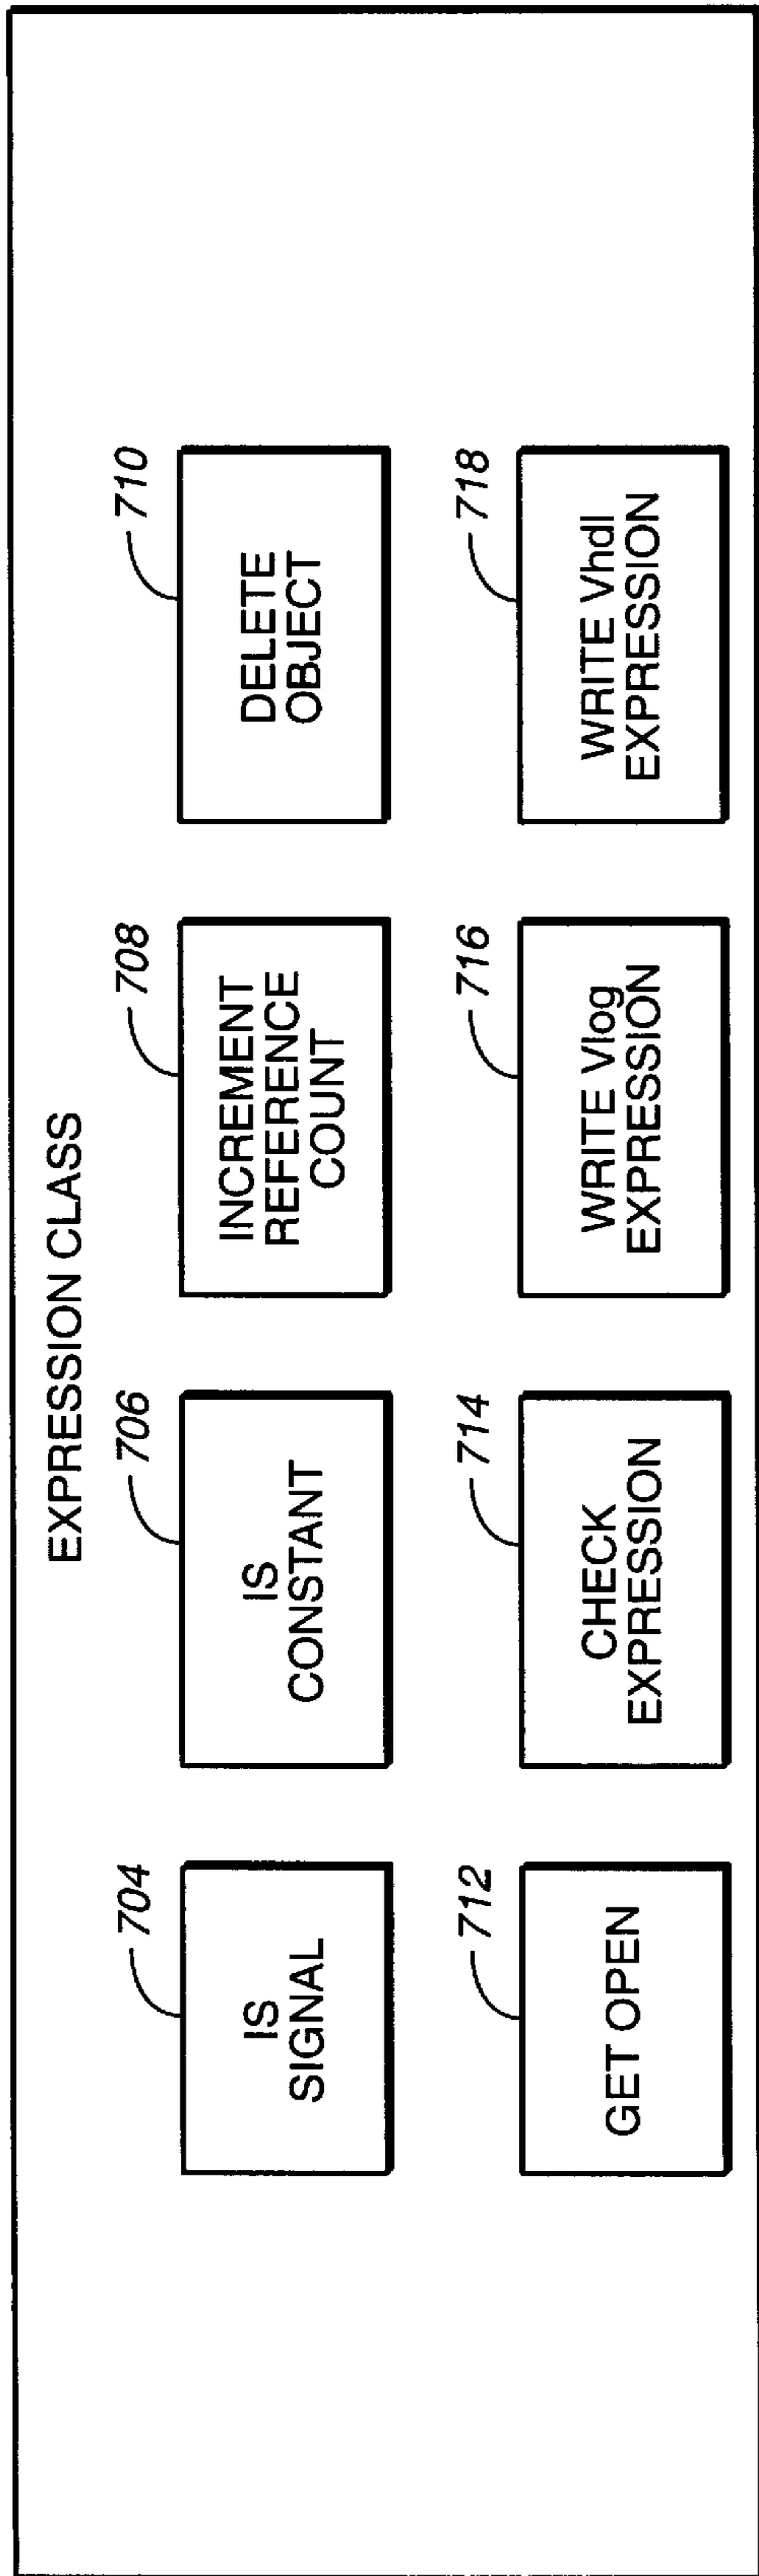 EXPRESSION CLASS
704
IS
SIGNAL
706
IS
CONSTANT
708
INCREMENT
REFERENCE
COUNT
710
DELETE
OBJECT
712
GET OPEN
714
CHECK
EXPRESSION
716
WRITE Vlog
EXPRESSION
718
WRITE Vhdl
EXPRESSION